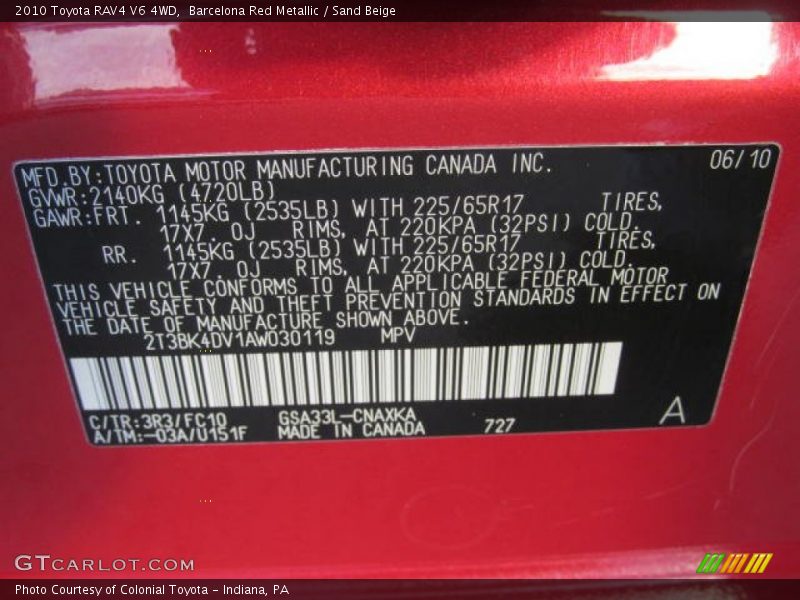 2010 Toyota RAV4 V6 4WD, Barcelona Red Metallic / Sand Beige
MFD.BY:TOYOTA MOTOR MANUFACTURING CANADA INC. 06/10
GVWR:2140KG (4720LB)
GAWR:FRT. 1145KG (2535LB) WITH 225/65R17 TIRES,
17X7.0J RIMS, AT 220KPA (32PSI) COLD.
RR. 1145KG (2535LB) WITH 225/65R17 TIRES,
17X7.0J RIMS, AT 220KPA (32PSI) COLD.
THIS VEHICLE CONFORMS TO ALL APPLICABLE FEDERAL MOTOR
VEHICLE SAFETY AND THEFT PREVENTION STANDARDS IN EFFECT ON
THE DATE OF MANUFACTURE SHOWN ABOVE.
2T3BK4DV1AW030119 MPV
C/TR:3R3/FC10 GSA33L-CNAXKA
A/TM:-03A/U151F MADE IN CANADA 727
A
GTCARLOT.COM
Photo Courtesy of Colonial Toyota - Indiana, PA